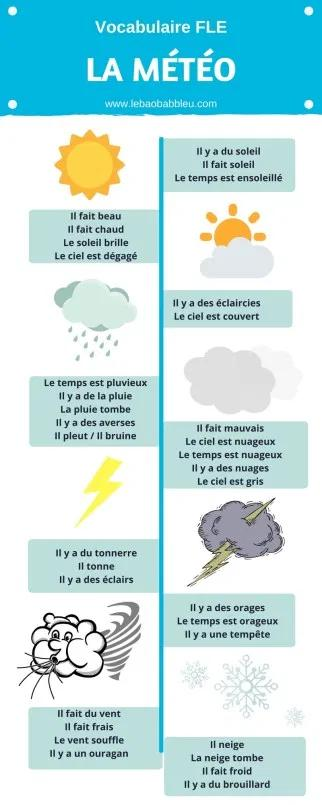 Vocabulaire FLE
LA MÉTÉO
www.lebaobabbleu.com
Il y a du soleil
Il fait soleil
Le temps est ensoleillé
Il fait beau
Il fait chaud
Le soleil brille
Le ciel est dégagé
Il y a des éclaircies
Le ciel est couvert
Le temps est pluvieux
Il y a de la pluie
La pluie tombe
Il y a des averses
Il pleut / Il bruine
Il fait mauvais
Le ciel est nuageux
Le temps est nuageux
Il y a des nuages
Le ciel est gris
Il y a du tonnerre
Il tonne
Il y a des éclairs
Il y a des orages
Le temps est orageux
Il y a une tempête
Il fait du vent
Il fait frais
Le vent souffle
Il y a un ouragan
Il neige
La neige tombe
Il fait froid
Il y a du brouillard